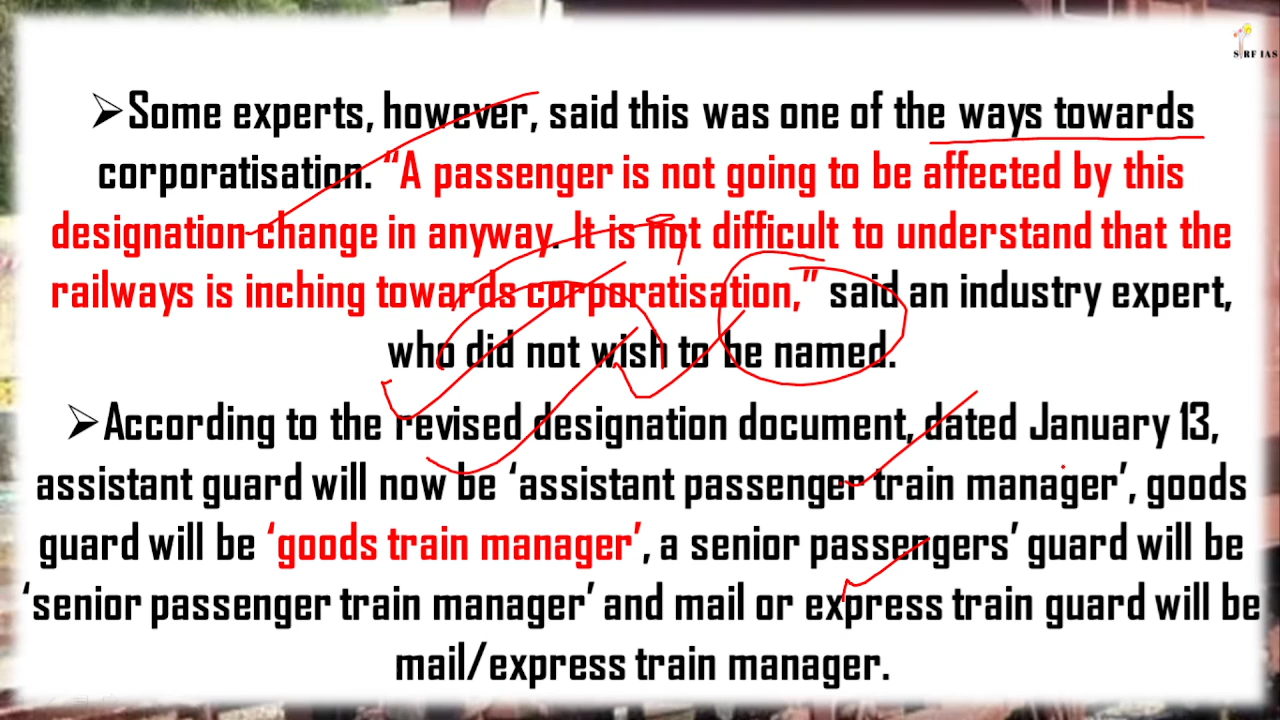 SIRF IAS
➢Some experts, however, said this was one of the ways towards
corporatisation. “A passenger is not going to be affected by this
designation change in anyway. It is not difficult to understand that the
railways is inching towards corporatisation,” said an industry expert,
who did not wish to be named.
➢According to the revised designation document, dated January 13,
assistant guard will now be ‘assistant passenger train manager’, goods
guard will be ‘goods train manager’, a senior passengers’ guard will be
‘senior passenger train manager’ and mail or express train guard will be
mail/express train manager.